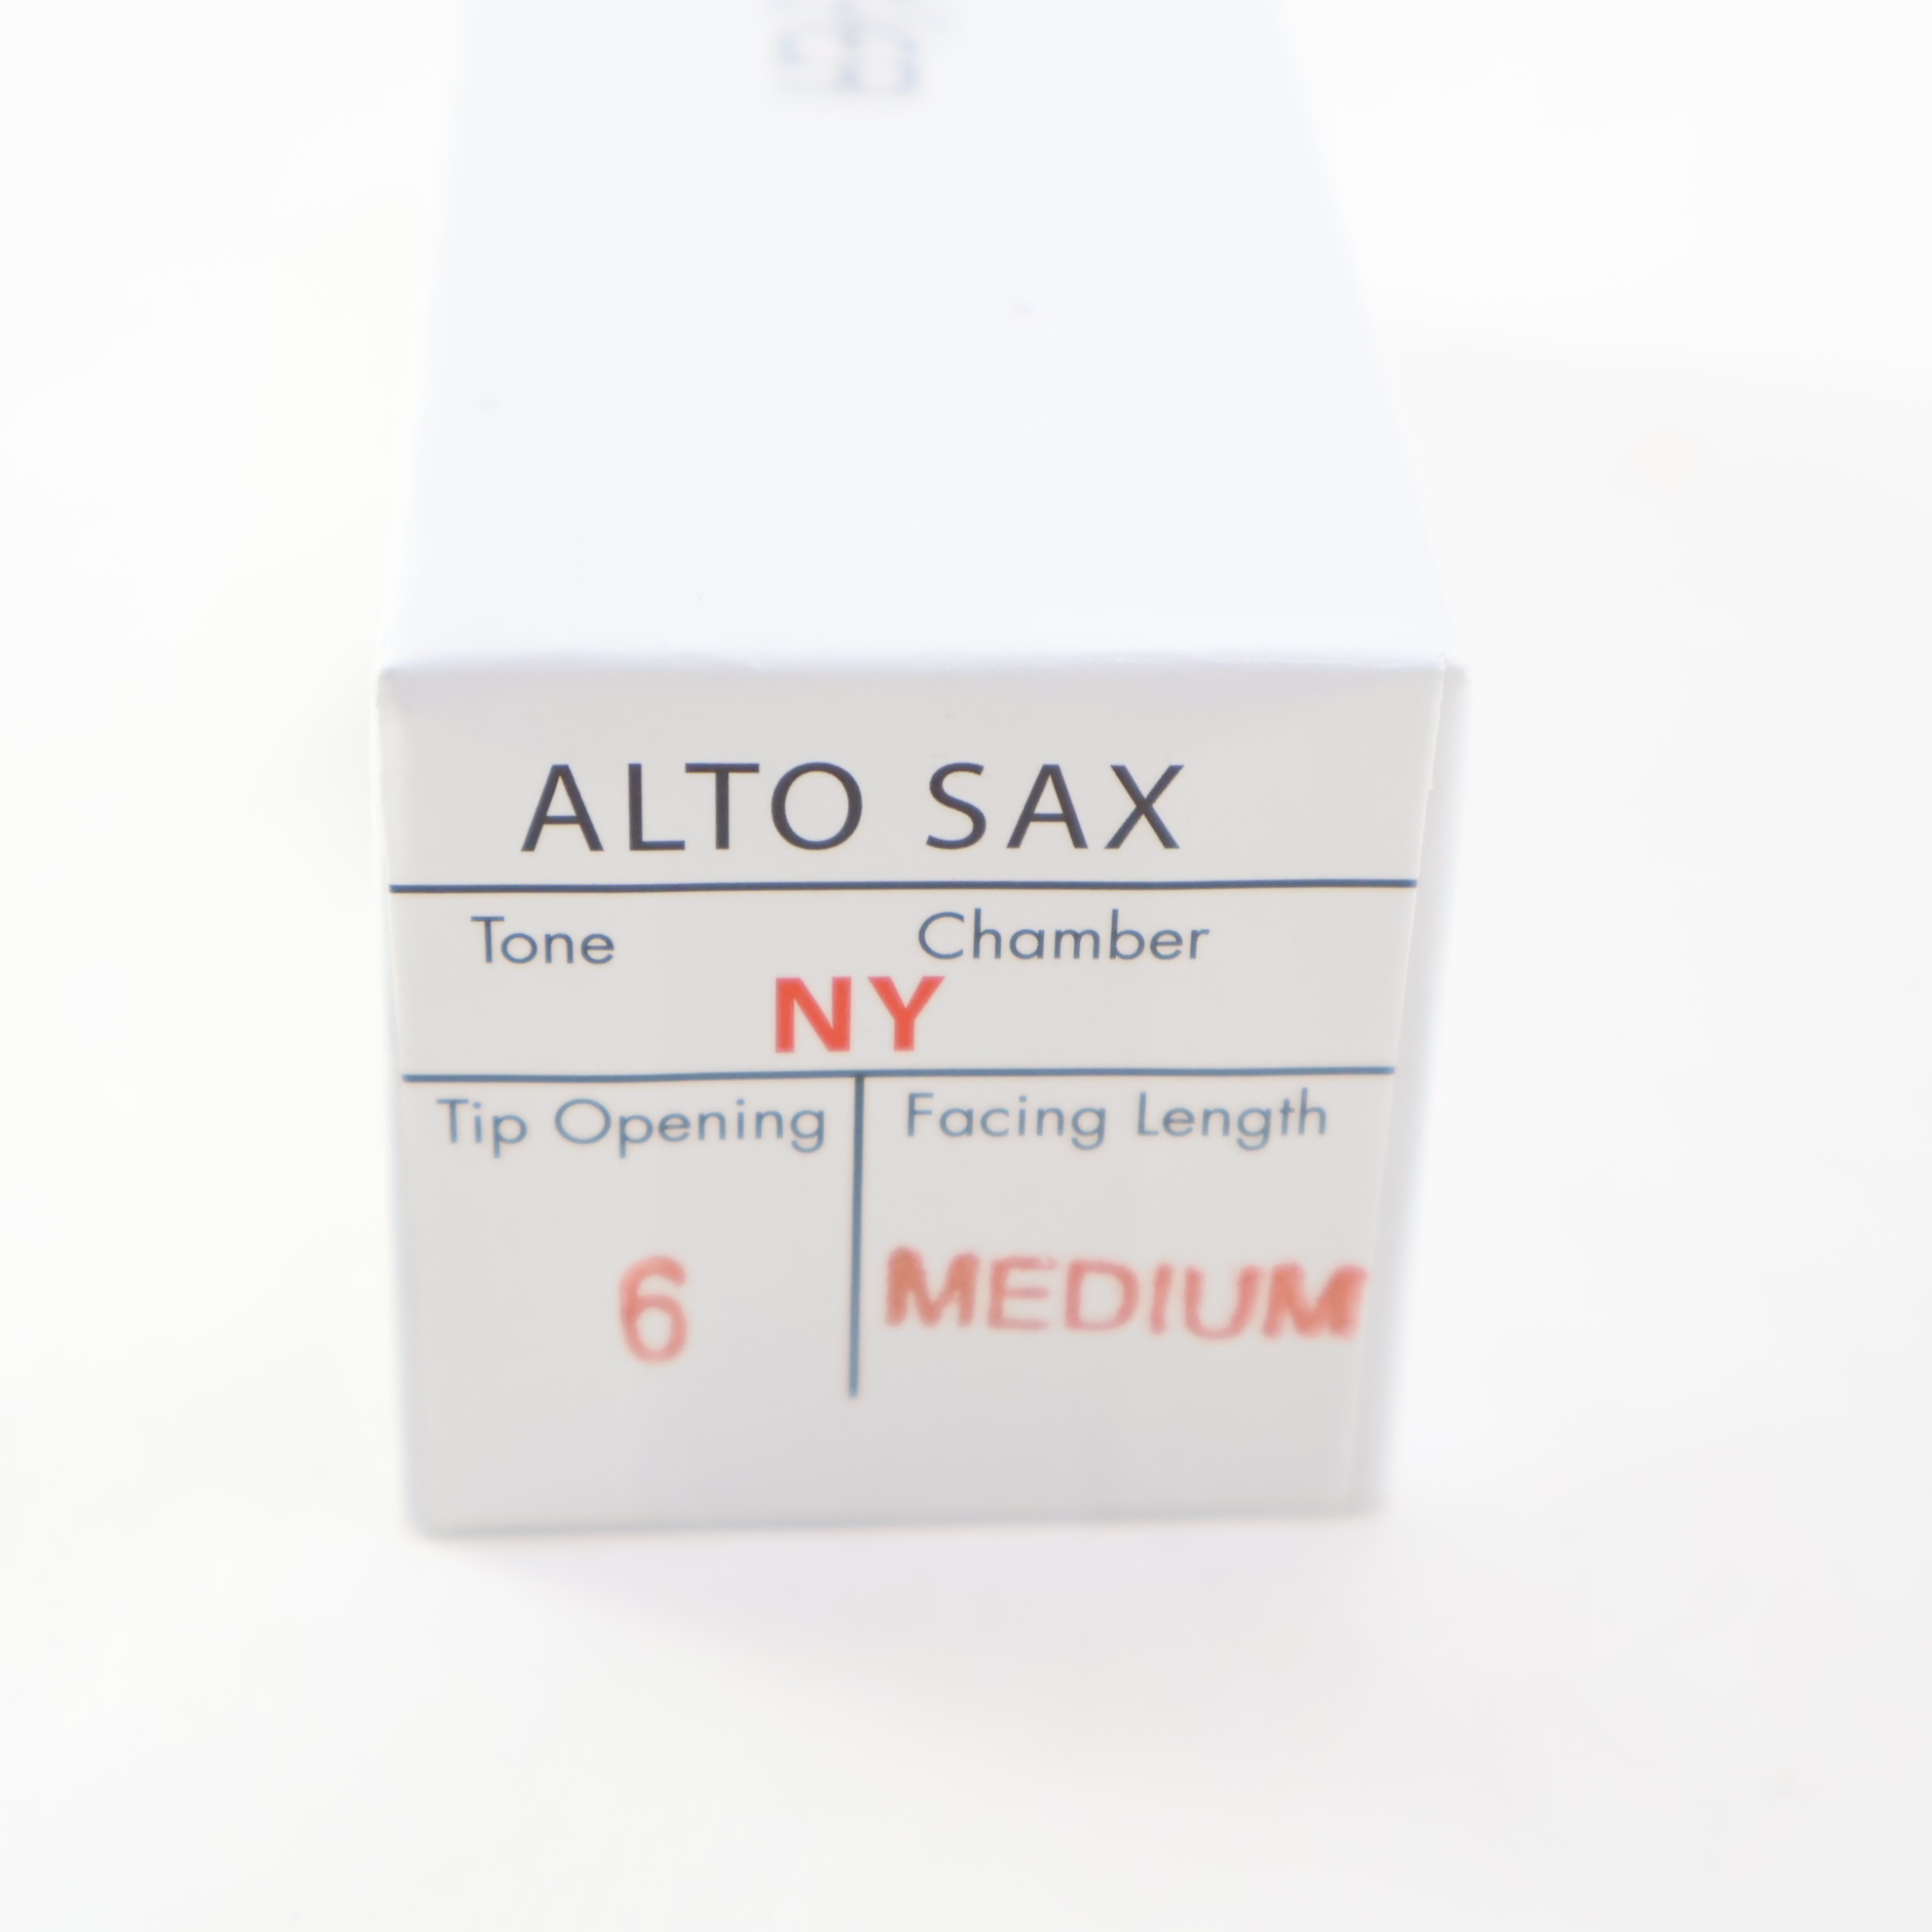 ALTO SAX
Tone Chamber
NY
Tip Opening Facing Length
6 MEDIUM